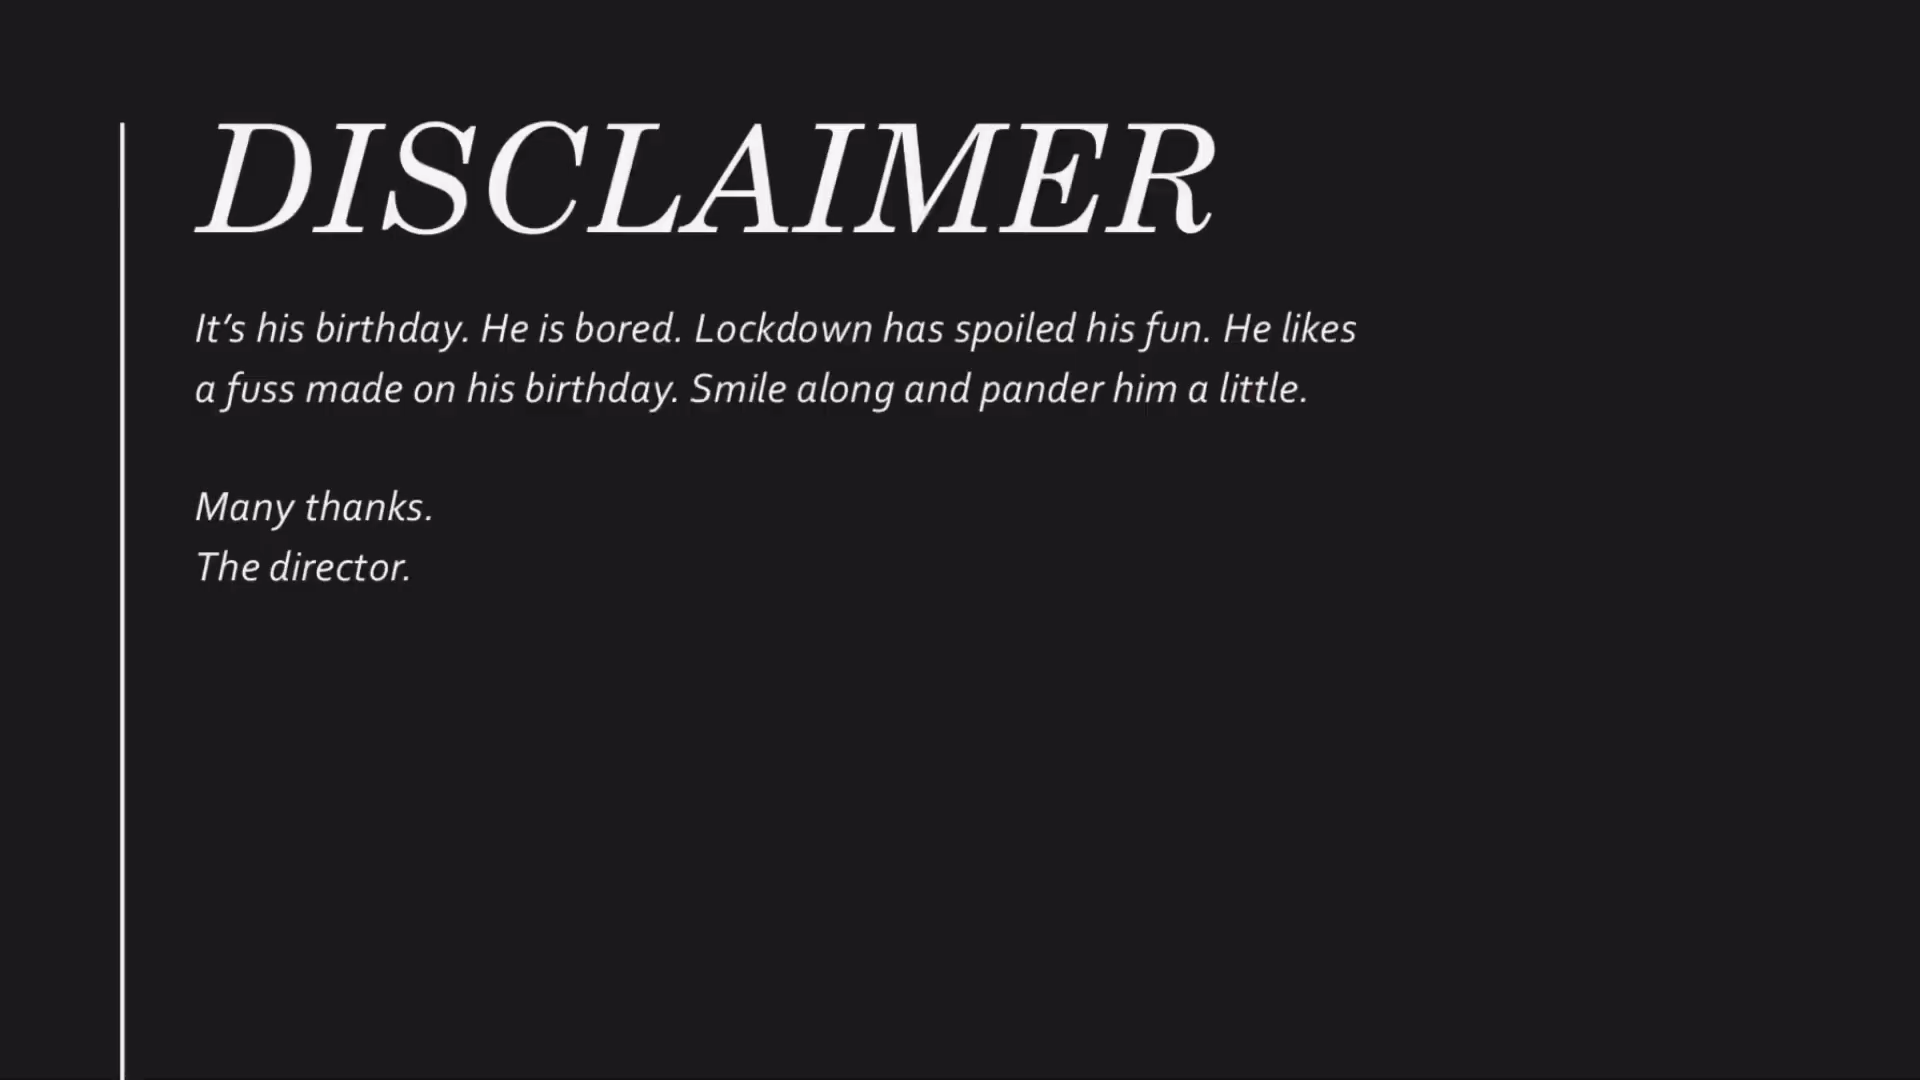 DISCLAIMER
It’s his birthday. He is bored. Lockdown has spoiled his fun. He likes
a fuss made on his birthday. Smile along and pander him a little.
Many thanks.
The director.